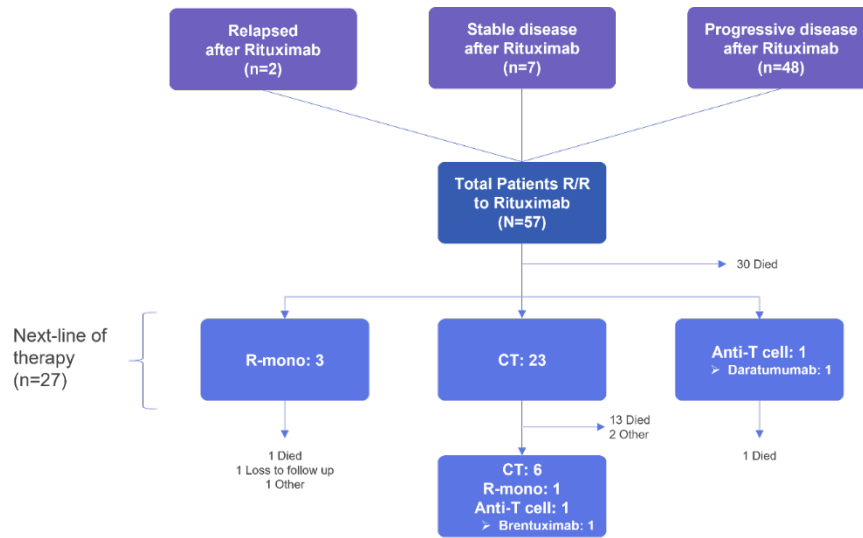 Relapsed
after Rituximab
(n=2)
Stable disease
after Rituximab
(n=7)
Progressive disease
after Rituximab
(n=48)
Total Patients R/R
to Rituximab
(N=57)
30 Died
Next-line of
therapy
(n=27)
R-mono: 3
CT: 23
Anti-T cell: 1
➢ Daratumumab: 1
1 Died
1 Loss to follow up
1 Other
13 Died
2 Other
1 Died
CT: 6
R-mono: 1
Anti-T cell: 1
➢ Brentuximab: 1